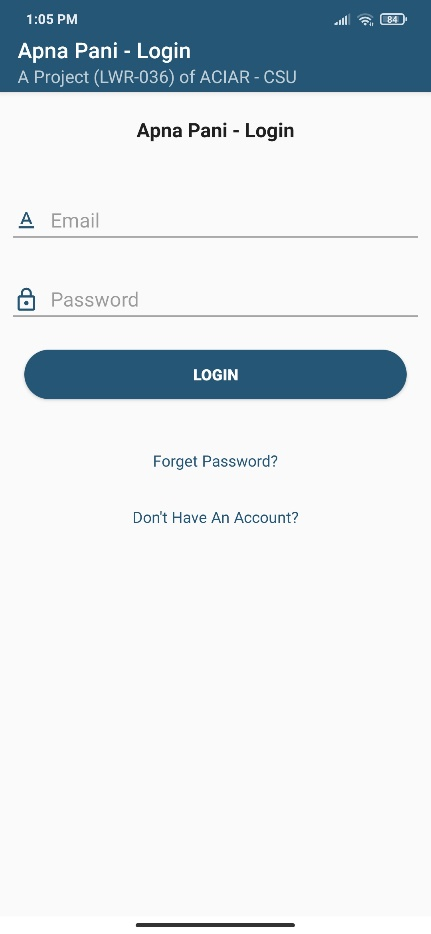 1:05 PM
84
Apna Pani - Login
A Project (LWR-036) of ACIAR - CSU
Apna Pani - Login
A Email
Password
LOGIN
Forget Password?
Don't Have An Account?